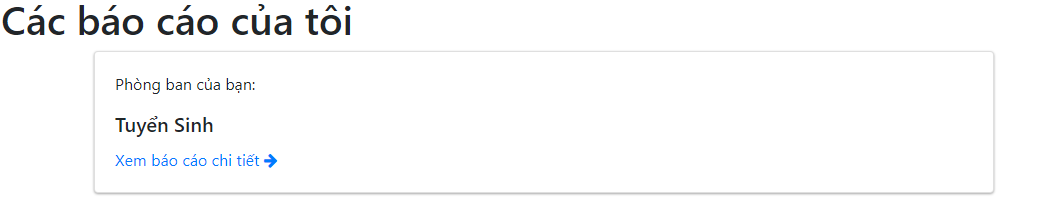 Các báo cáo của tôi
Phòng ban của bạn:
Tuyển Sinh
Xem báo cáo chi tiết